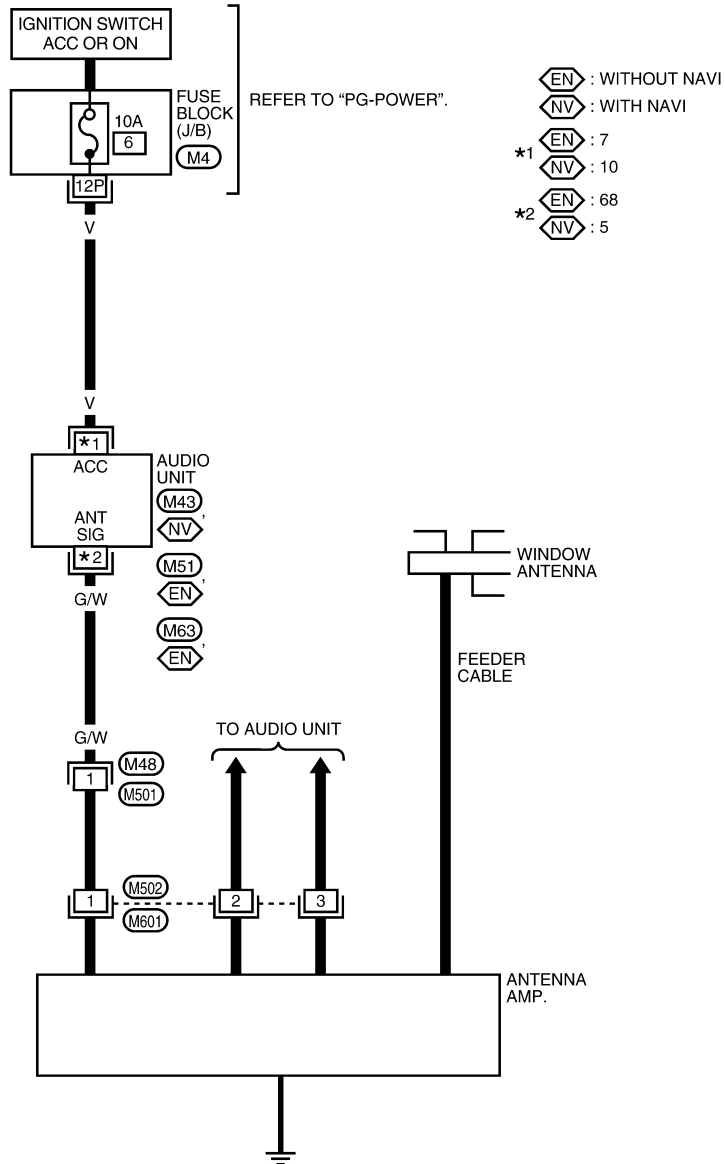 IGNITION SWITCH
ACC OR ON
FUSE
BLOCK
(J/B)
M4
10A
6
12P
REFER TO “PG-POWER”.
EN : WITHOUT NAVI
NV : WITH NAVI
*1 EN : 7
NV : 10
*2 EN : 68
NV : 5
V
V
*1
ACC
ANT
SIG
*2
AUDIO
UNIT
M43 ,
NV
M51 ,
EN
M63 ,
EN
G/W
G/W
WINDOW
ANTENNA
FEEDER
CABLE
TO AUDIO UNIT
1
M48
M501
1
M502
M601
2
3
ANTENNA
AMP.